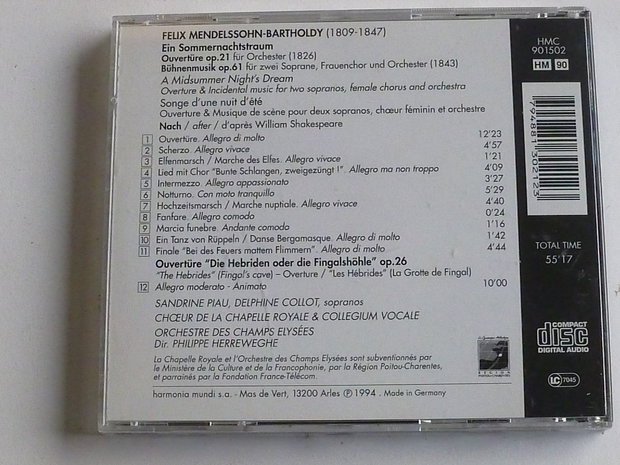 FELIX MENDELSSOHN-BARTHOLDY (1809-1847)
Ein Sommernachtstraum
Ouvertüre op.21 für Orchester (1826)
Bühnenmusik op.61 für zwei Soprane, Frauenchor und Orchester (1843)
A Midsummer Night's Dream
Overture & Incidental music for two sopranos, female chorus and orchestra
Songe d'une nuit d'été
Ouverture & Musique de scène pour deux sopranos, chœur féminin et orchestre
Nach / after / d'après William Shakespeare
1 Ouvertüre. Allegro di molto 12'23
2 Scherzo. Allegro vivace 4'57
3 Elfenmarsch / Marche des Elfes. Allegro vivace 1'21
4 Lied mit Chor "Bunte Schlangen, zweigezüngt !". Allegro ma non troppo 4'09
5 Intermezzo. Allegro appassionato 3'27
6 Notturno. Con moto tranquillo 5'29
7 Hochzeitsmarsch / Marche nuptiale. Allegro vivace 4'40
8 Fanfare. Allegro comodo 0'24
9 Marcia funebre. Andante comodo 1'16
10 Ein Tanz von Rüppeln / Danse Bergamasque. Allegro di molto 1'42
11 Finale "Bei des Feuers mattem Flimmern". Allegro di molto 4'44
Ouvertüre "Die Hebriden oder die Fingalshöhle" op.26
"The Hebrides" (Fingal's cave) – Overture / "Les Hébrides" (La Grotte de Fingal)
12 Allegro moderato - Animato 10'00
SANDRINE PIAU, DELPHINE COLLOT, sopranos
CHŒUR DE LA CHAPELLE ROYALE & COLLEGIUM VOCALE
ORCHESTRE DES CHAMPS ELYSÉES
Dir. PHILIPPE HERREWEGHE
La Chapelle Royale et l'Orchestre des Champs Elysées sont subventionnés par
le Ministère de la Culture et de la Francophonie, par la Région Poitou-Charentes,
et parrainés par la Fondation France-Télécom.
harmonia mundi s.a. - Mas de Vert, 13200 Arles ℗ 1994 . Made in Germany
HMC
901502
HM 90
794881302123
TOTAL TIME
55'17
COMPACT
disc
DIGITAL AUDIO
LC 7045